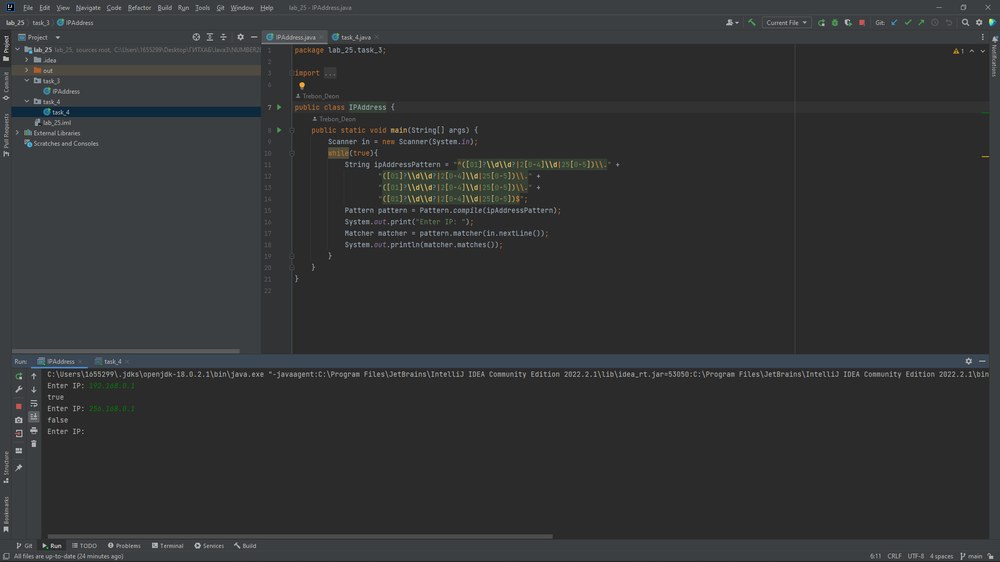 File Edit View Navigate Code Refactor Build Run Tools Git Window Help lab_25 - IPAddress.java
lab_25 task_3 IPAddress Current File Git:
Project
IPAddress.java task_4.java
lab_25 lab_25, sources root, C:\Users\1655299\Desktop\ГИТХАБ\Java3\NUMBER28
.idea
out
task_3
IPAddress
task_4
task_4
lab_25.iml
External Libraries
Scratches and Consoles
Project
Commit
Pull Requests
Structure
Bookmarks
Notifications
1
1 package lab_25.task_3;
2
3 import ...
6
Trebon_Deon
7 public class IPAddress {
Trebon_Deon
8 public static void main(String[] args) {
9 Scanner in = new Scanner(System.in);
10 while(true){
11 String ipAddressPattern = "^([01]?\\d\\d?|2[0-4]\\d|25[0-5])\\." +
12 "([01]?\\d\\d?|2[0-4]\\d|25[0-5])\\." +
13 "([01]?\\d\\d?|2[0-4]\\d|25[0-5])\\." +
14 "([01]?\\d\\d?|2[0-4]\\d|25[0-5])$";
15 Pattern pattern = Pattern.compile(ipAddressPattern);
16 System.out.print("Enter IP: ");
17 Matcher matcher = pattern.matcher(in.nextLine());
18 System.out.println(matcher.matches());
19 }
20 }
21 }
22
Run: IPAddress task_4
C:\Users\1655299\.jdks\openjdk-18.0.2.1\bin\java.exe "-javaagent:C:\Program Files\JetBrains\IntelliJ IDEA Community Edition 2022.2.1\lib\idea_rt.jar=53050:C:\Program Files\JetBrains\IntelliJ IDEA Community Edition 2022.2.1\bin
Enter IP: 192.168.0.1
true
Enter IP: 256.168.0.1
false
Enter IP:
Git Run TODO Problems Terminal Services Build
All files are up-to-date (24 minutes ago) 6:11 CRLF UTF-8 4 spaces main